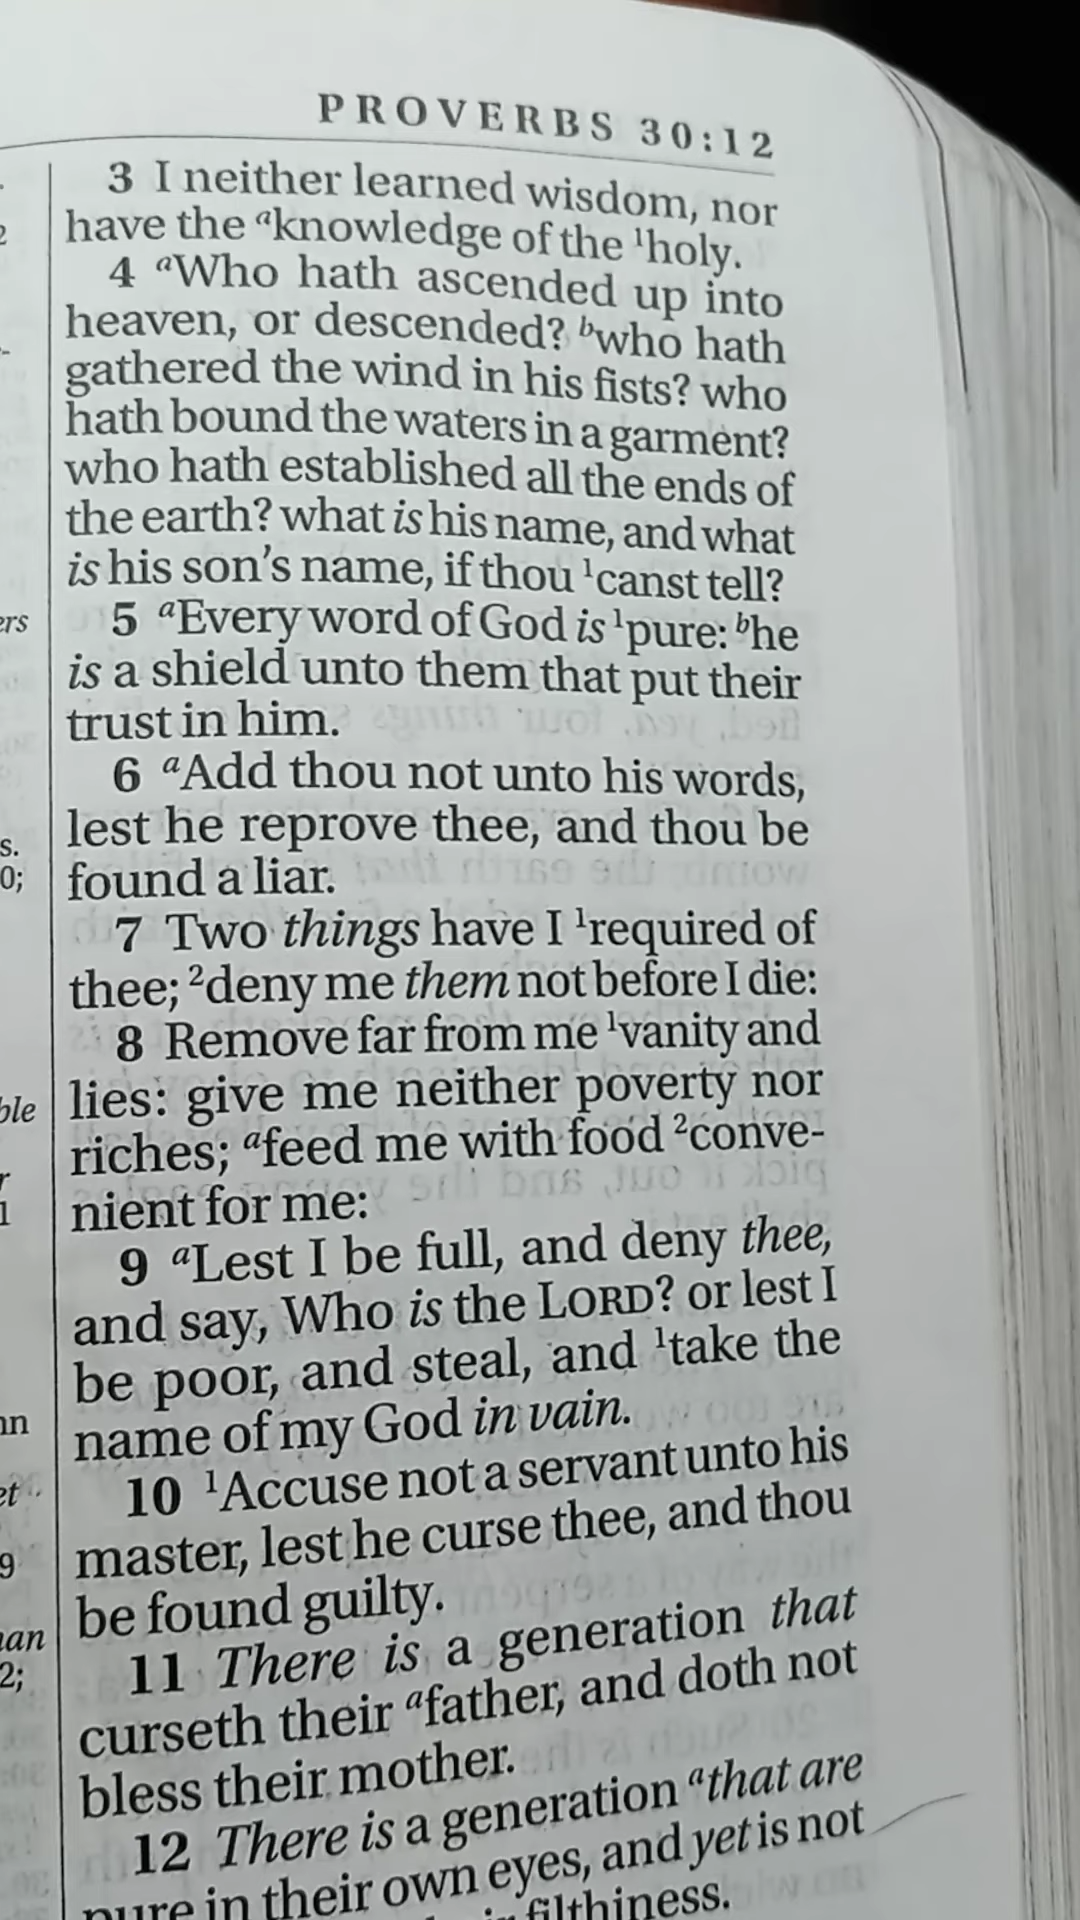 PROVERBS 30:12
3 I neither learned wisdom, nor
have the ᵃknowledge of the ¹holy.
4 ᵃWho hath ascended up into
heaven, or descended? ᵇwho hath
gathered the wind in his fists? who
hath bound the waters in a garment?
who hath established all the ends of
the earth? what is his name, and what
is his son's name, if thou ¹canst tell?
5 ᵃEvery word of God is ¹pure: ᵇhe
is a shield unto them that put their
trust in him.
6 ᵃAdd thou not unto his words,
lest he reprove thee, and thou be
found a liar.
7 Two things have I ¹required of
thee; ²deny me them not before I die:
8 Remove far from me ¹vanity and
lies: give me neither poverty nor
riches; ᵃfeed me with food ²conve-
nient for me:
9 ᵃLest I be full, and deny thee,
and say, Who is the LORD? or lest I
be poor, and steal, and ¹take the
name of my God in vain.
10 ¹Accuse not a servant unto his
master, lest he curse thee, and thou
be found guilty.
11 There is a generation that
curseth their ᵃfather, and doth not
bless their mother.
12 There is a generation ᵃthat are
pure in their own eyes, and yet is not
filthiness.